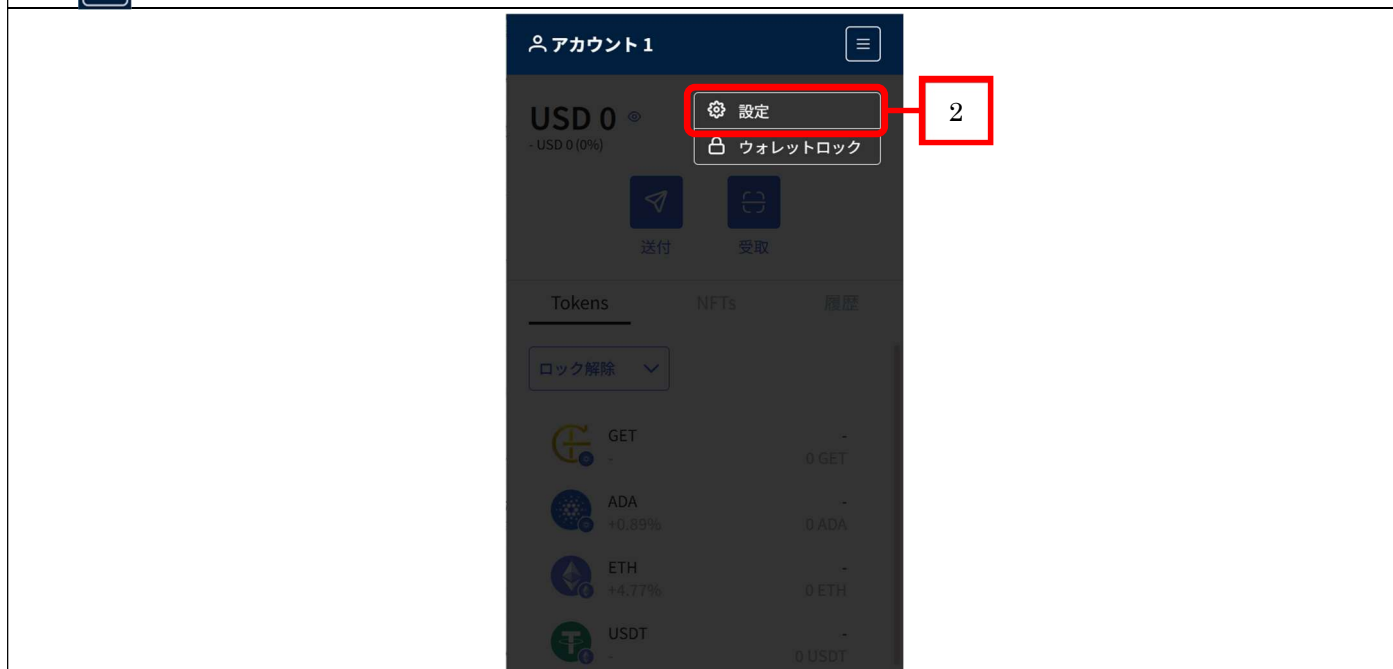 アカウント 1
設定
2
USD 0
- USD 0 (0%)
ウォレットロック
送付 受取
Tokens NFTs 履歴
ロック解除
GET -
- 0 GET
ADA -
+0.89% 0 ADA
ETH -
+4.77% 0 ETH
USDT -
- 0 USDT